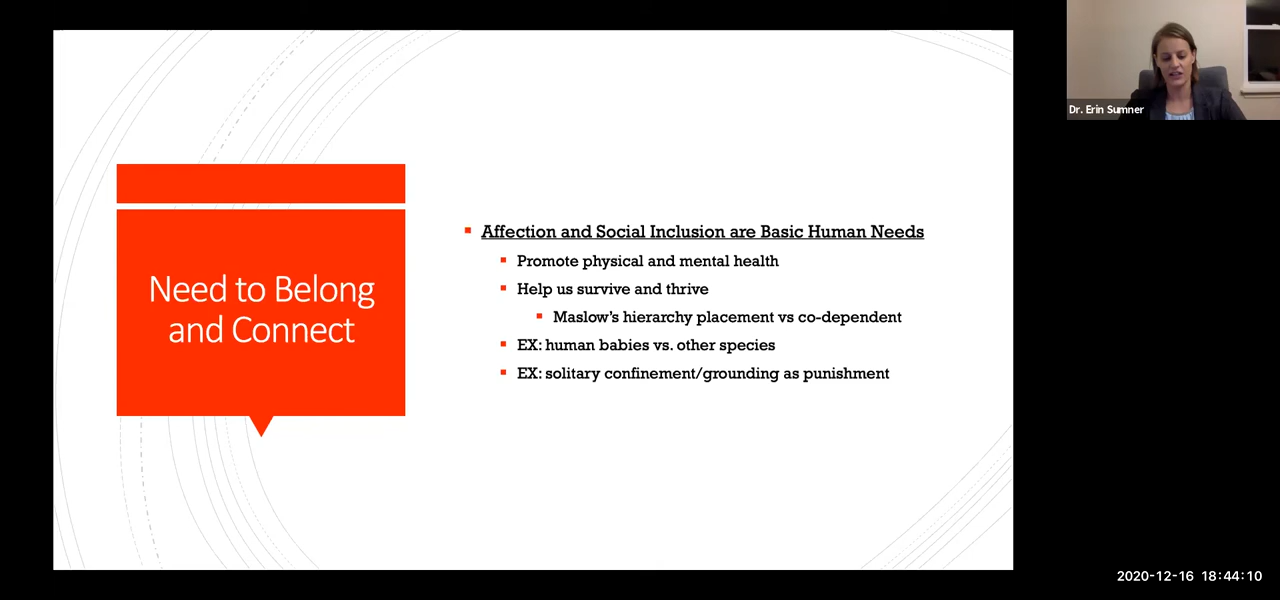 Need to Belong
and Connect
Affection and Social Inclusion are Basic Human Needs
Promote physical and mental health
Help us survive and thrive
Maslow's hierarchy placement vs co-dependent
EX: human babies vs. other species
EX: solitary confinement/grounding as punishment
Dr. Erin Sumner
2020-12-16 18:44:10